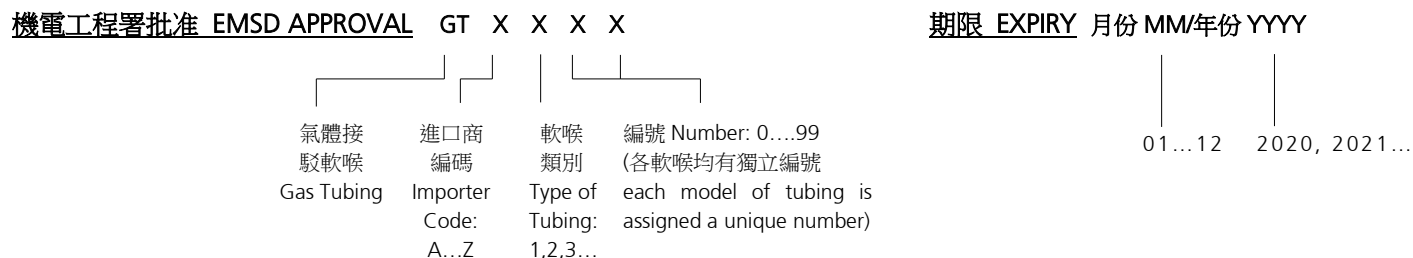 機電工程署批准 EMSD APPROVAL GT X X X X
期限 EXPIRY 月份 MM/年份 YYYY
氣體接
駁軟喉
Gas Tubing
進口商
編碼
Importer
Code:
A…Z
軟喉
類別
Type of
Tubing:
1,2,3…
編號 Number: 0….99
(各軟喉均有獨立編號
each model of tubing is
assigned a unique number)
01…12
2020, 2021…